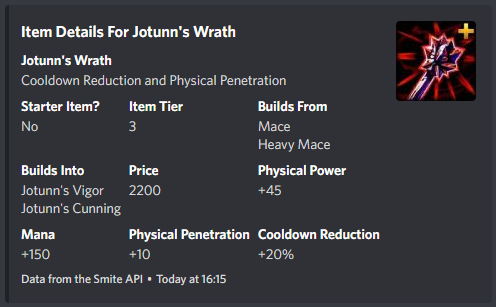 Item Details For Jotunn's Wrath
Jotunn's Wrath
Cooldown Reduction and Physical Penetration
Starter Item? Item Tier Builds From
No 3 Mace
Heavy Mace
Builds Into Price Physical Power
Jotunn's Vigor 2200 +45
Jotunn's Cunning
Mana Physical Penetration Cooldown Reduction
+150 +10 +20%
Data from the Smite API • Today at 16:15